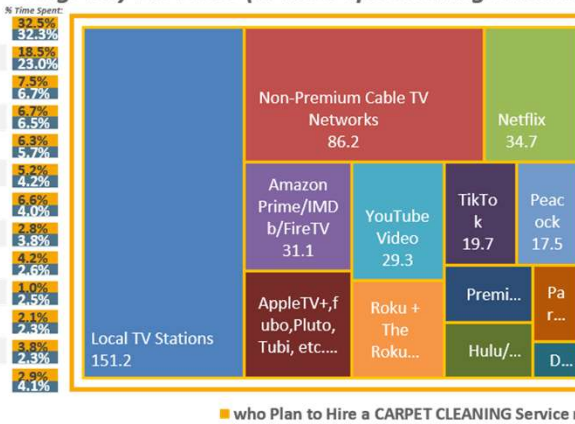 % Time Spent:
32.5%
32.3%
18.5%
23.0%
7.5%
6.7%
6.7%
6.5%
6.3%
5.7%
5.2%
4.2%
6.6%
4.0%
2.8%
3.8%
4.2%
2.6%
1.0%
2.5%
2.1%
2.3%
3.8%
2.3%
2.9%
4.1%
Local TV Stations
151.2
Non-Premium Cable TV
Networks
86.2
Netflix
34.7
Amazon
Prime/IMD
b/FireTV
31.1
YouTube
Video
29.3
TikTo
k
19.7
Peac
ock
17.5
AppleTV+,f
ubo,Pluto,
Tubi, etc....
Roku +
The
Roku...
Premi...
Hulu/...
Pa
r...
D...
who Plan to Hire a CARPET CLEANING Service